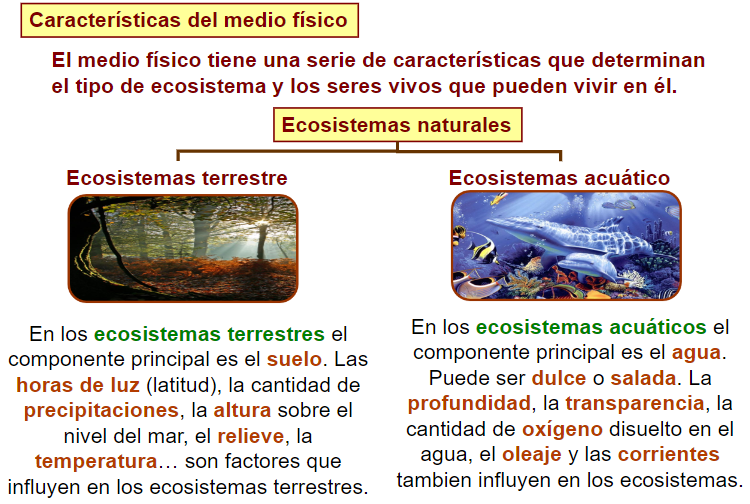 Características del medio físico
El medio físico tiene una serie de características que determinan
el tipo de ecosistema y los seres vivos que pueden vivir en él.
Ecosistemas naturales
Ecosistemas terrestre
En los ecosistemas terrestres el
componente principal es el suelo. Las
horas de luz (latitud), la cantidad de
precipitaciones, la altura sobre el
nivel del mar, el relieve, la
temperatura… son factores que
influyen en los ecosistemas terrestres.
Ecosistemas acuático
En los ecosistemas acuáticos el
componente principal es el agua.
Puede ser dulce o salada. La
profundidad, la transparencia, la
cantidad de oxígeno disuelto en el
agua, el oleaje y las corrientes
tambien influyen en los ecosistemas.